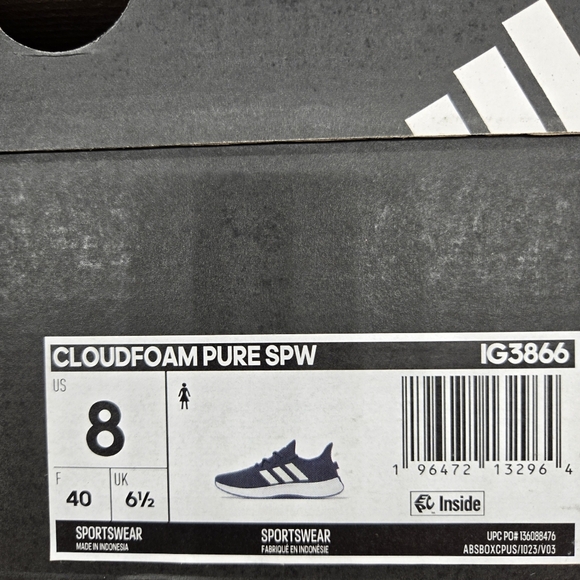 CLOUDFOAM PURE SPW IG3866
US
8
F
40
UK
6½
1 96472 13296 4
Inside
SPORTSWEAR
MADE IN INDONESIA
SPORTSWEAR
FABRIQUÉ EN INDONÉSIE
UPC PO# 136088476
ABSBOXCPUS/1023/V03